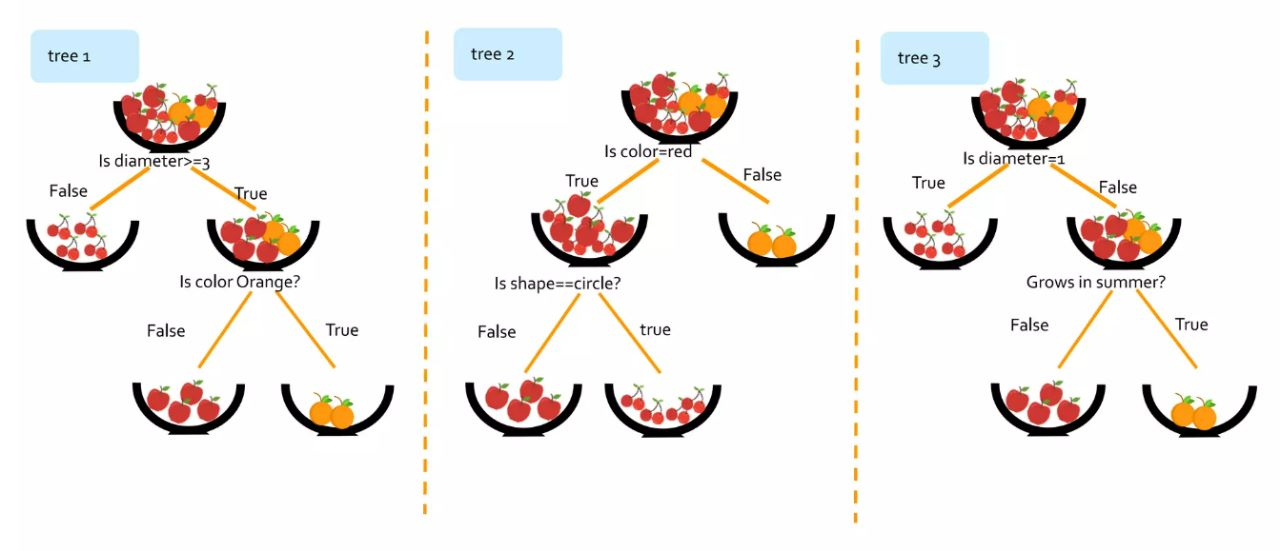 tree 1
Is diameter>=3
False
True
Is color Orange?
False
True
tree 2
Is color=red
True
False
Is shape==circle?
False
true
tree 3
Is diameter=1
True
False
Grows in summer?
False
True